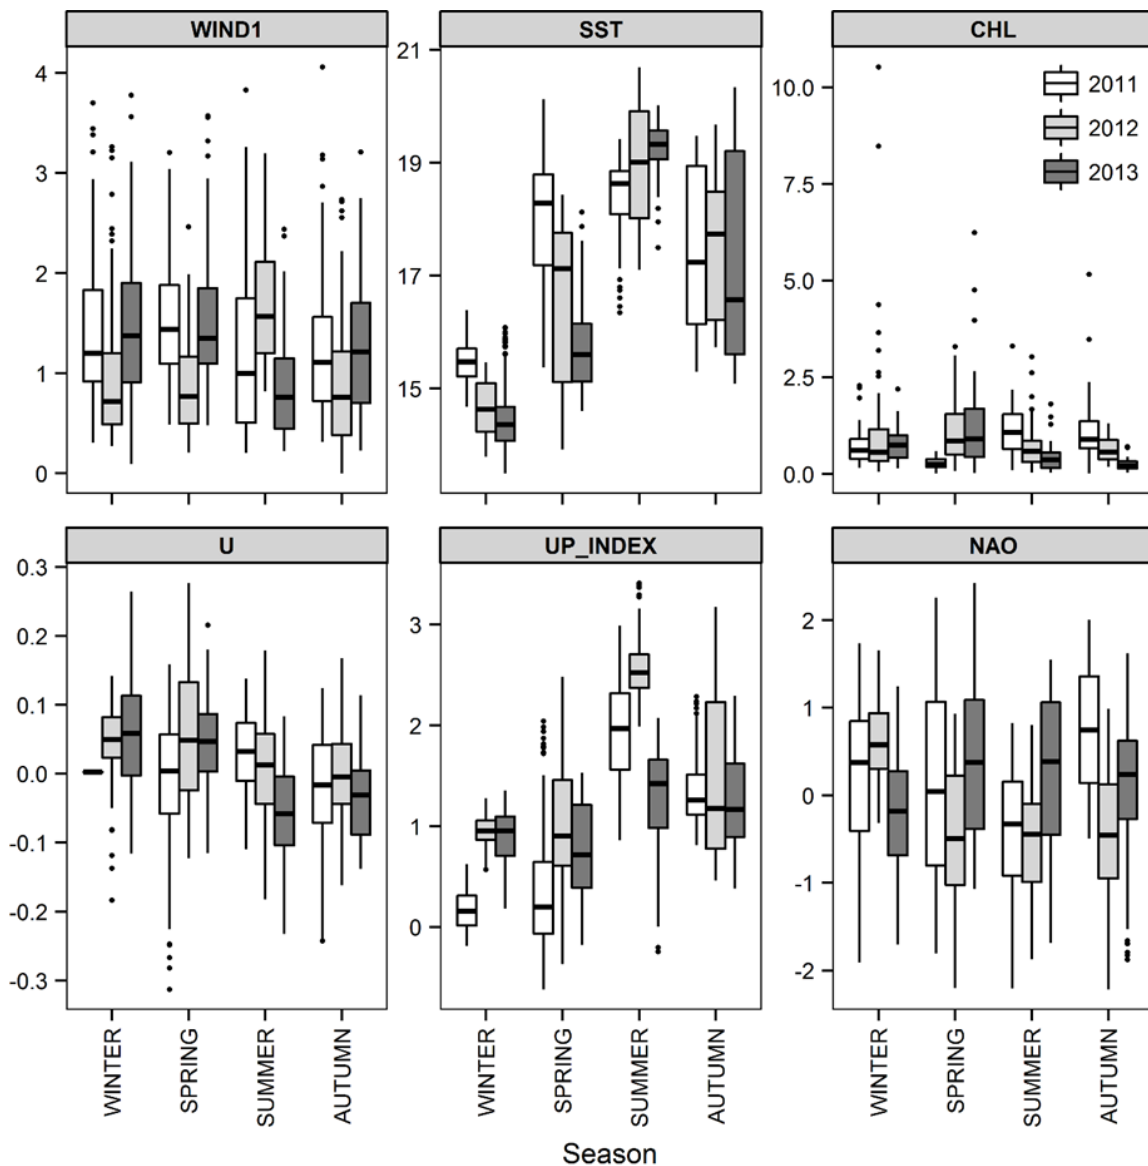 WIND1 SST CHL
4
3
2
1
0
21
19
17
15
10.0
7.5
5.0
2.5
0.0
2011
2012
2013
U UP_INDEX NAO
0.3
0.2
0.1
0.0
-0.1
-0.2
-0.3
3
2
1
0
2
1
0
-1
-2
WINTER
SPRING
SUMMER
AUTUMN
WINTER
SPRING
SUMMER
AUTUMN
WINTER
SPRING
SUMMER
AUTUMN
Season